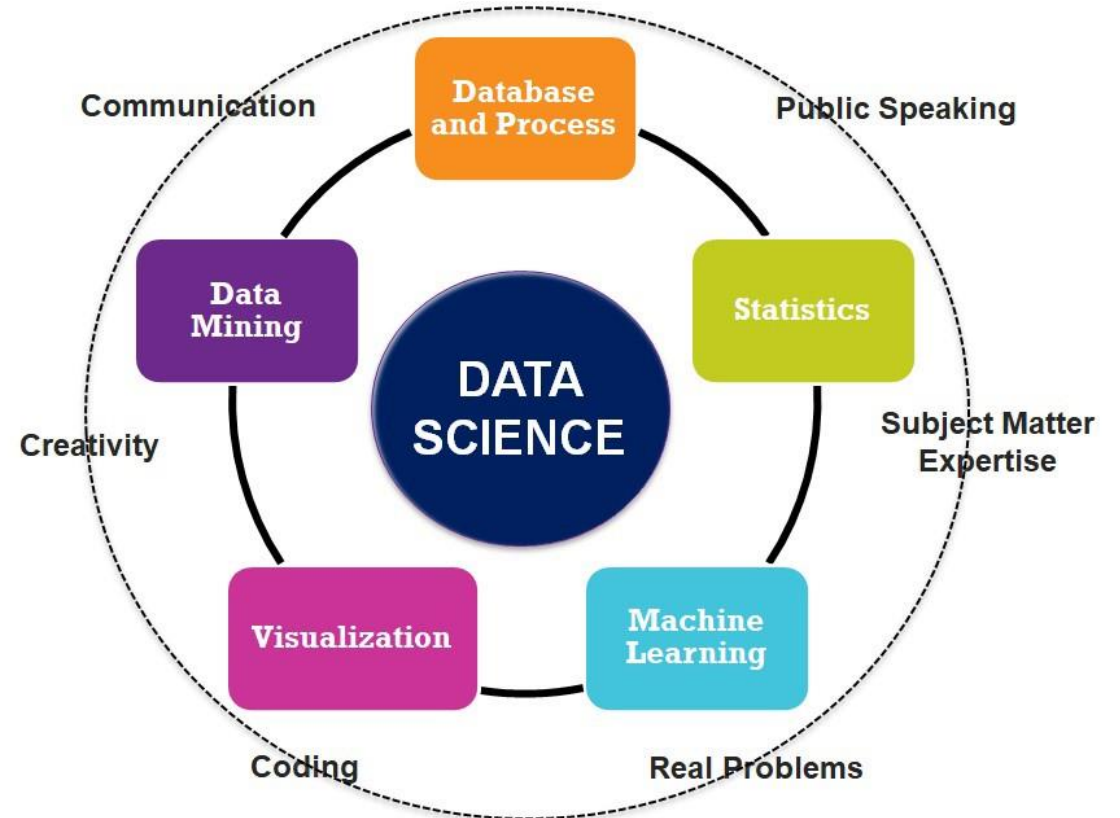 Communication
Database
and Process
Public Speaking
Data
Mining
Statistics
DATA
SCIENCE
Creativity
Subject Matter
Expertise
Visualization
Machine
Learning
Coding
Real Problems